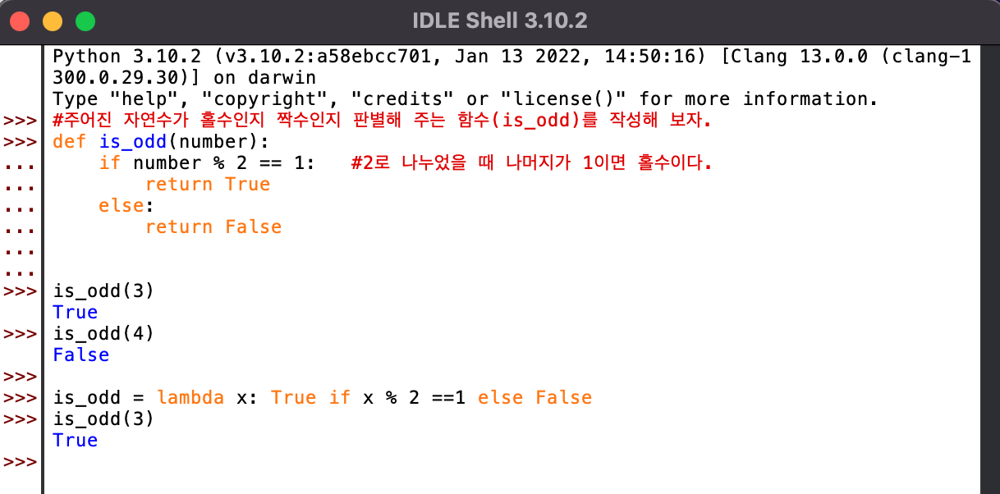 IDLE Shell 3.10.2
Python 3.10.2 (v3.10.2:a58ebcc701, Jan 13 2022, 14:50:16) [Clang 13.0.0 (clang-1
300.0.29.30)] on darwin
Type "help", "copyright", "credits" or "license()" for more information.
>>> #주어진 자연수가 홀수인지 짝수인지 판별해 주는 함수(is_odd)를 작성해 보자.
>>> def is_odd(number):
...     if number % 2 == 1:   #2로 나누었을 때 나머지가 1이면 홀수이다.
...         return True
...     else:
...         return False
...
...
>>> is_odd(3)
True
>>> is_odd(4)
False
>>>
>>> is_odd = lambda x: True if x % 2 ==1 else False
>>> is_odd(3)
True
>>>